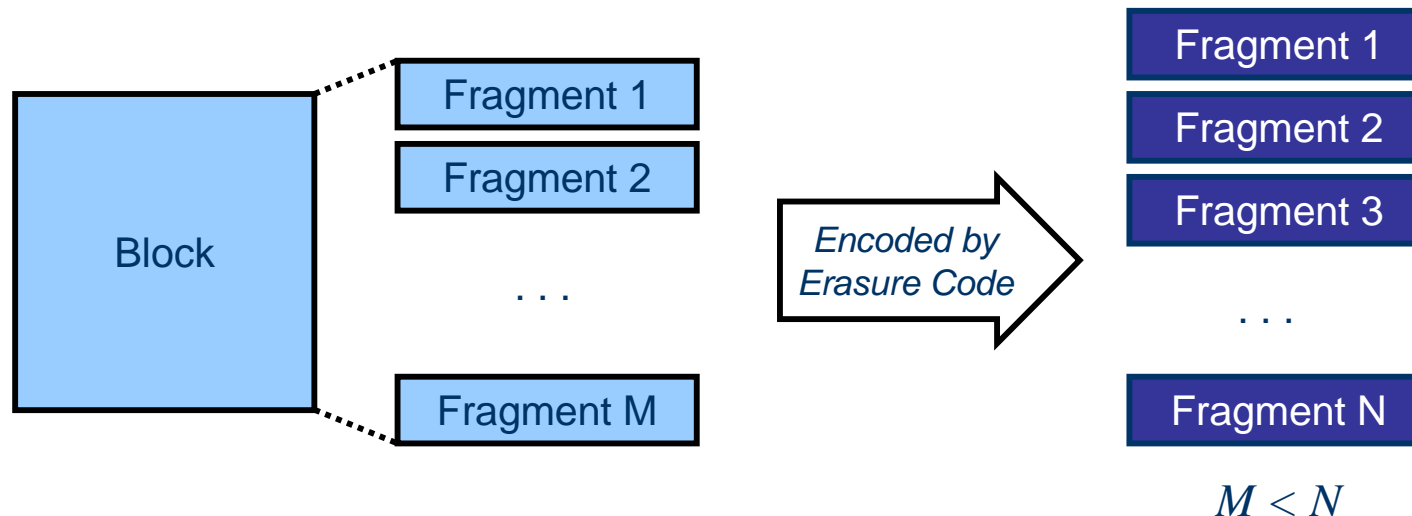 Block
Fragment 1
Fragment 2
. . .
Fragment M
Encoded by
Erasure Code
Fragment 1
Fragment 2
Fragment 3
. . .
Fragment N
M < N